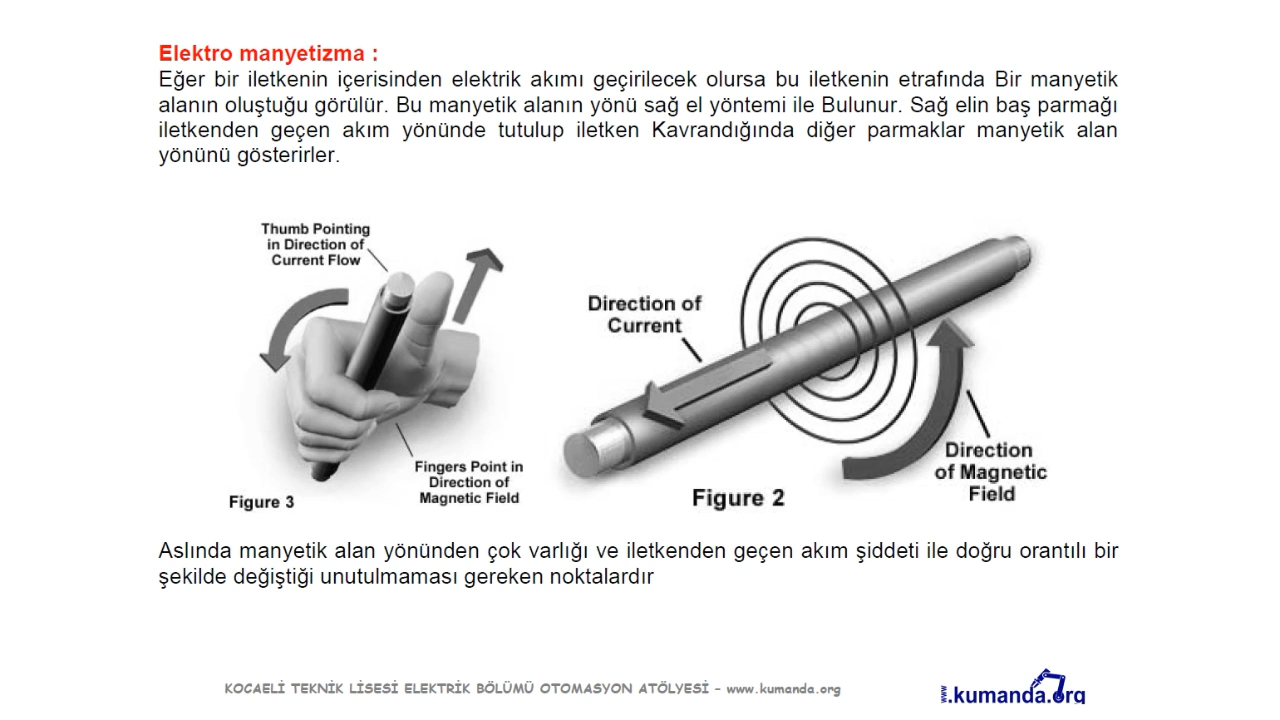 Elektro manyetizma :
Eğer bir iletkenin içerisinden elektrik akımı geçirilecek olursa bu iletkenin etrafında Bir manyetik
alanın oluştuğu görülür. Bu manyetik alanın yönü sağ el yöntemi ile Bulunur. Sağ elin baş parmağı
iletkenden geçen akım yönünde tutulup iletken Kavrandığında diğer parmaklar manyetik alan
yönünü gösterirler.
Thumb Pointing
in Direction of
Current Flow
Fingers Point in
Direction of
Magnetic Field
Figure 3
Direction of
Current
Direction
of Magnetic
Field
Figure 2
Aslında manyetik alan yönünden çok varlığı ve iletkenden geçen akım şiddeti ile doğru orantılı bir
şekilde değiştiği unutulmaması gereken noktalardır
KOCAELİ TEKNİK LİSESİ ELEKTRİK BÖLÜMÜ OTOMASYON ATÖLYESİ - www.kumanda.org
www.kumanda.org